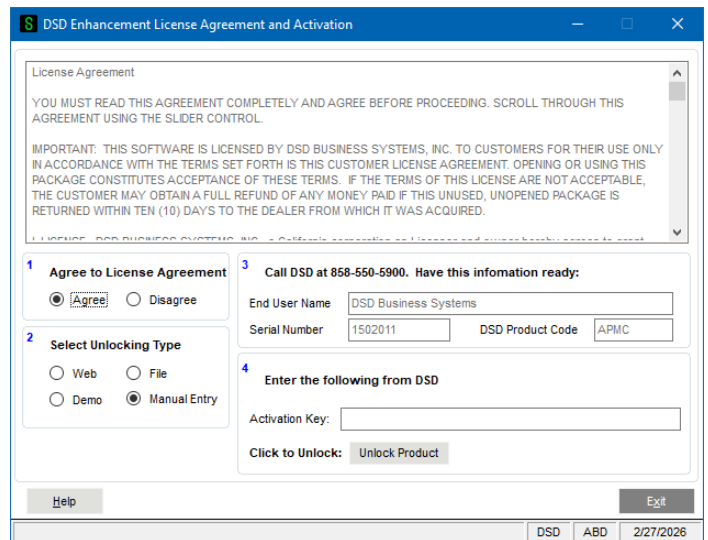 S DSD Enhancement License Agreement and Activation
License Agreement
YOU MUST READ THIS AGREEMENT COMPLETELY AND AGREE BEFORE PROCEEDING. SCROLL THROUGH THIS
AGREEMENT USING THE SLIDER CONTROL.
IMPORTANT: THIS SOFTWARE IS LICENSED BY DSD BUSINESS SYSTEMS, INC. TO CUSTOMERS FOR THEIR USE ONLY
IN ACCORDANCE WITH THE TERMS SET FORTH IS THIS CUSTOMER LICENSE AGREEMENT. OPENING OR USING THIS
PACKAGE CONSTITUTES ACCEPTANCE OF THESE TERMS. IF THE TERMS OF THIS LICENSE ARE NOT ACCEPTABLE,
THE CUSTOMER MAY OBTAIN A FULL REFUND OF ANY MONEY PAID IF THIS UNUSED, UNOPENED PACKAGE IS
RETURNED WITHIN TEN (10) DAYS TO THE DEALER FROM WHICH IT WAS ACQUIRED.
1 Agree to License Agreement
Agree Disagree
2 Select Unlocking Type
Web File
Demo Manual Entry
3 Call DSD at 858-550-5900. Have this infomation ready:
End User Name DSD Business Systems
Serial Number 1502011 DSD Product Code APMC
4 Enter the following from DSD
Activation Key:
Click to Unlock: Unlock Product
Help Exit
DSD ABD 2/27/2026